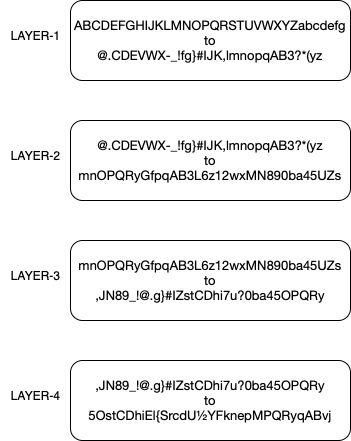 LAYER-1
ABCDEFGHIJKLMNOPQRSTUVWXYZabcdefg
to
@.CDEVWX-_!fg}#IJK,lmnopqAB3?*(yz
LAYER-2
@.CDEVWX-_!fg}#IJK,lmnopqAB3?*(yz
to
mnOPQRyGfpqAB3L6z12wxMN890ba45UZs
LAYER-3
mnOPQRyGfpqAB3L6z12wxMN890ba45UZs
to
,JN89_!@.g}#IZstCDhi7u?0ba45OPQRy
LAYER-4
,JN89_!@.g}#IZstCDhi7u?0ba45OPQRy
to
5OstCDhiEl{SrcdU½YFknepMPQRyqABvj